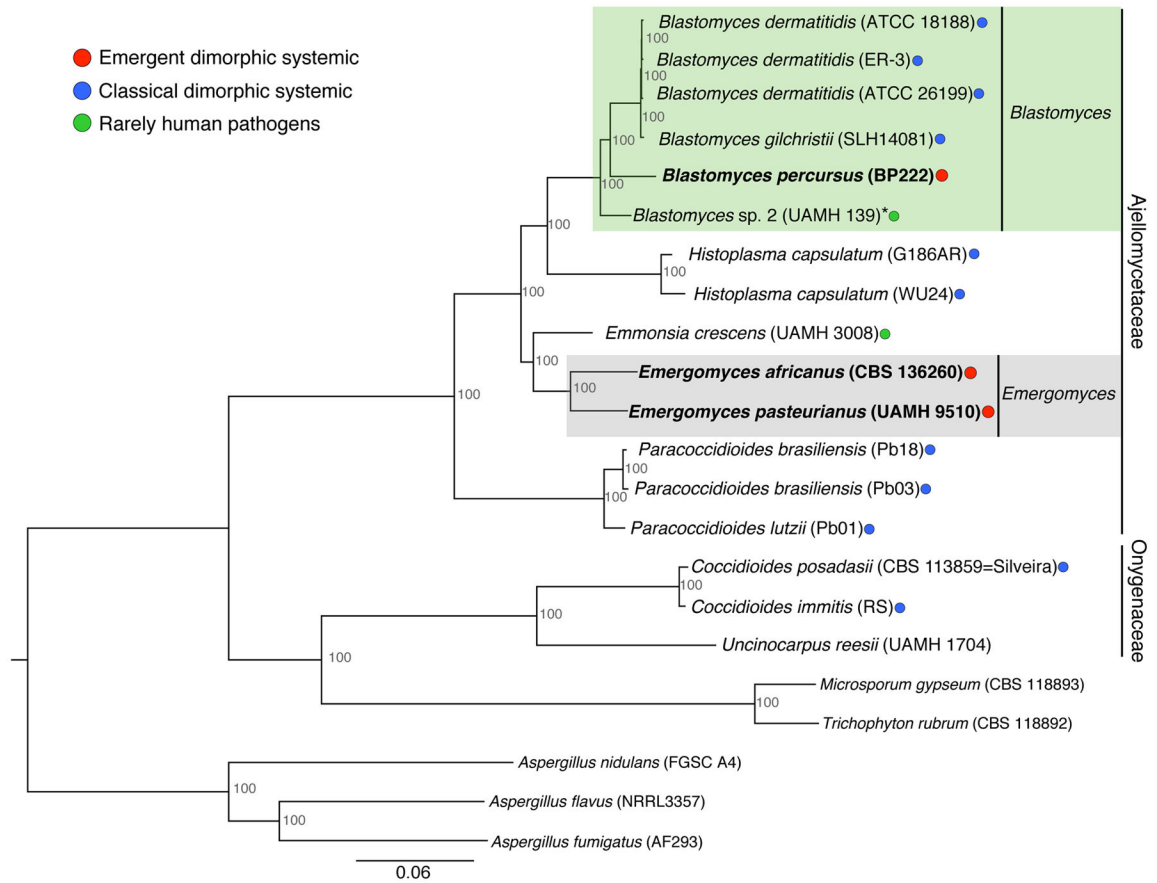 Emergent dimorphic systemic
Classical dimorphic systemic
Rarely human pathogens
Blastomyces dermatitidis (ATCC 18188)
100
Blastomyces dermatitidis (ER-3)
100
Blastomyces dermatitidis (ATCC 26199)
100
Blastomyces gilchristii (SLH14081)
100
Blastomyces percursus (BP222)
100
Blastomyces sp. 2 (UAMH 139)*
Blastomyces
100
Histoplasma capsulatum (G186AR)
100
Histoplasma capsulatum (WU24)
100
Emmonsia crescens (UAMH 3008)
100
Emergomyces africanus (CBS 136260)
100
Emergomyces pasteurianus (UAMH 9510)
Emergomyces
100
Paracoccidioides brasiliensis (Pb18)
100
Paracoccidioides brasiliensis (Pb03)
100
Paracoccidioides lutzii (Pb01)
Ajellomycetaceae
Coccidioides posadasii (CBS 113859=Silveira)
100
Coccidioides immitis (RS)
100
Uncinocarpus reesii (UAMH 1704)
Onygenaceae
100
Microsporum gypseum (CBS 118893)
100
Trichophyton rubrum (CBS 118892)
Aspergillus nidulans (FGSC A4)
100
Aspergillus flavus (NRRL3357)
100
Aspergillus fumigatus (AF293)
0.06